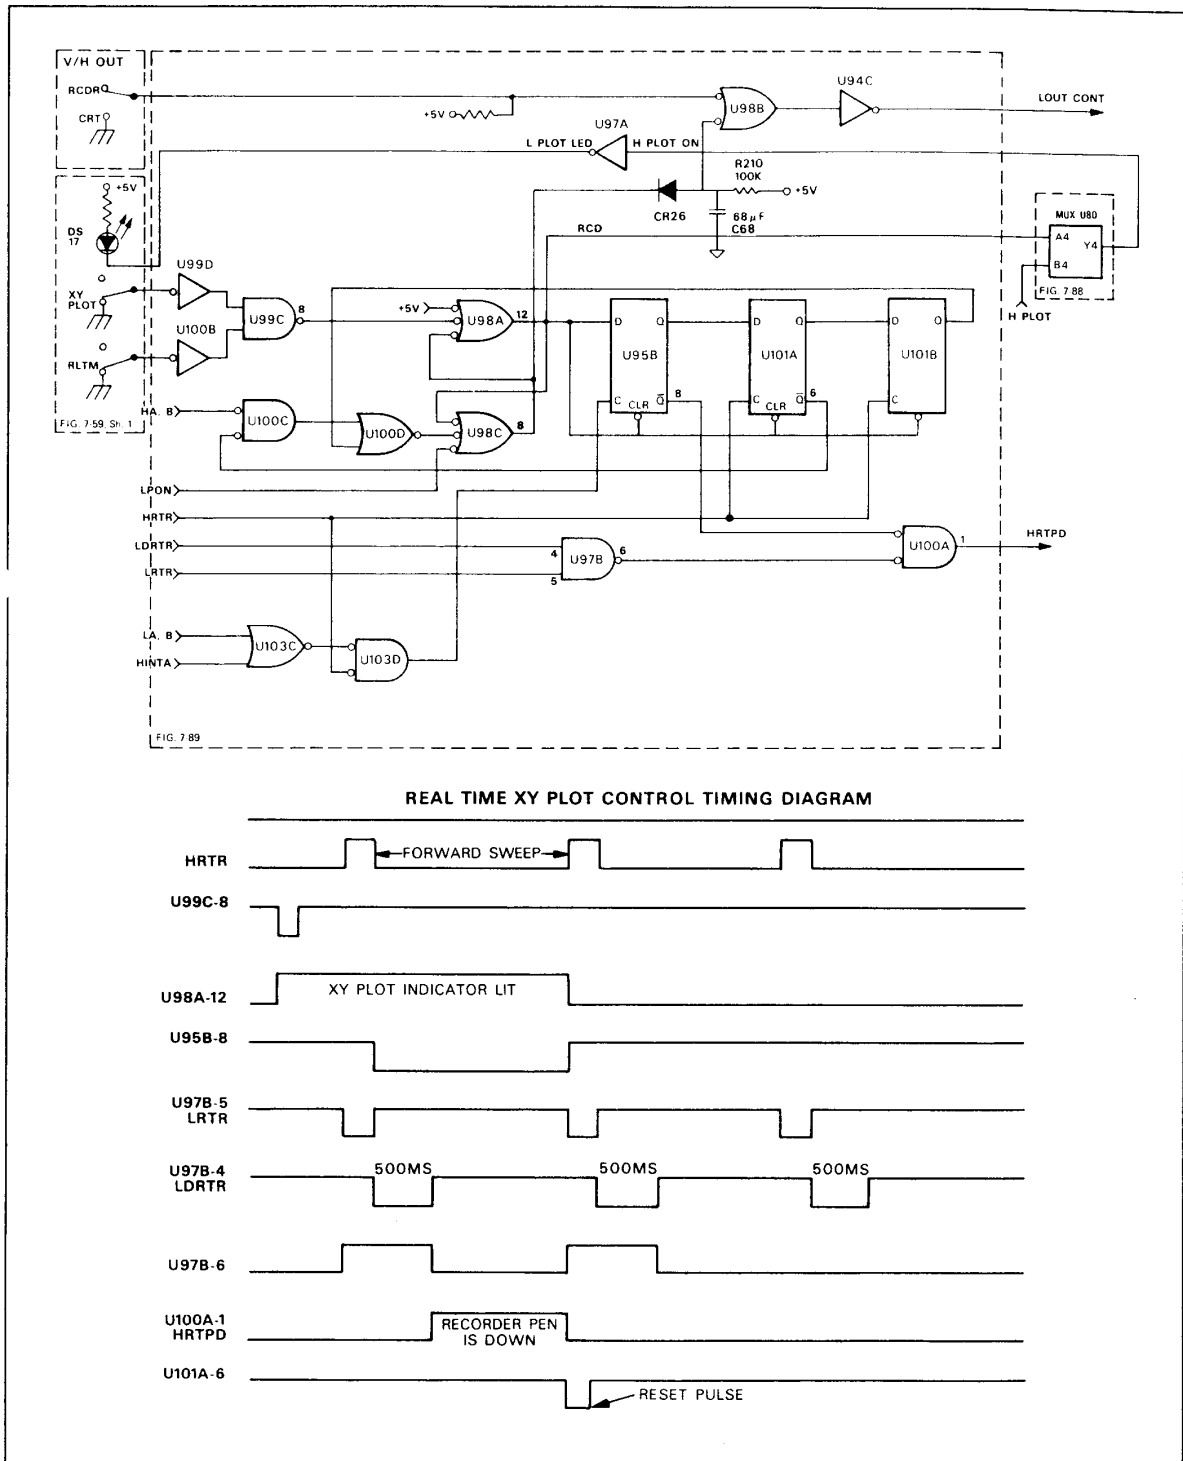 V/H OUT
RCDR
CRT
+5V
U98B
U94C
LOUT CONT
U97A
L PLOT LED
H PLOT ON
R210
100K
+5V
CR26
68µF
C68
RCD
MUX U80
A4
Y4
B4
FIG. 7-88
H PLOT
+5V
DS
17
XY
PLOT
RLTM
FIG. 7-59, Sh. 1
U99D
U100B
U99C
8
+5V
U98A
12
D
Q
U95B
C
CLR
Q
8
D
Q
U101A
C
CLR
Q
6
D
Q
U101B
C
HA, B
U100C
U100D
U98C
8
LPON
HRTR
LDRTR
LRTR
4
5
U97B
6
U100A
1
HRTPD
LA, B
HINTA
U103C
U103D
FIG. 7-89
REAL TIME XY PLOT CONTROL TIMING DIAGRAM
HRTR
FORWARD SWEEP
U99C-8
U98A-12
XY PLOT INDICATOR LIT
U95B-8
U97B-5
LRTR
U97B-4
LDRTR
500MS
500MS
500MS
U97B-6
U100A-1
HRTPD
RECORDER PEN
IS DOWN
U101A-6
RESET PULSE